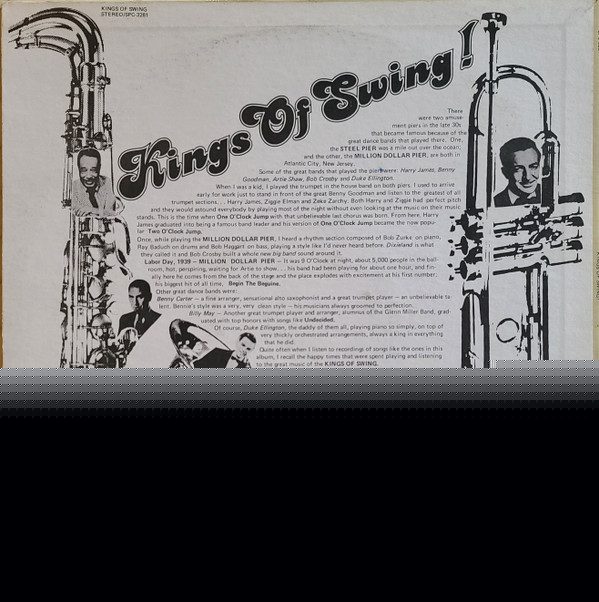 KINGS OF SWING
STEREO/SPC-3281
Kings Of Swing!
There
were two amuse-
ment piers in the late 30s
that became famous because of the
great dance bands that played there. One,
the STEEL PIER was a mile out over the ocean;
and the other, the MILLION DOLLAR PIER, are both in
Atlantic City, New Jersey.
Some of the great bands that played the pier were: Harry James, Benny
Goodman, Artie Shaw, Bob Crosby and Duke Ellington.
When I was a kid, I played the trumpet in the house band on both piers. I used to arrive
early for work just to stand in front of the great Benny Goodman and listen to the greatest of all
trumpet sections. . . . Harry James, Ziggie Elman and Zeke Zarchy. Both Harry and Ziggie had perfect pitch
and they would astound everybody by playing most of the night without even looking at the music on their music
stands. This is the time when One O'Clock Jump with that unbelievable last chorus was born. From here, Harry
James graduated into being a famous band leader and his version of One O'Clock Jump became the now popu-
lar Two O'Clock Jump.
Once, while playing the MILLION DOLLAR PIER, I heard a rhythm section composed of Bob Zurke on piano,
Ray Baduch on drums and Bob Haggart on bass, playing a style like I'd never heard before. Dixieland is what
they called it and Bob Crosby built a whole new big band sound around it.
Labor Day, 1939 — MILLION DOLLAR PIER — It was 9 O'Clock at night, about 5,000 people in the ball-
room, hot, perspiring, waiting for Artie to show. . . . his band had been playing for about one hour, and fin-
ally here he comes from the back of the stage and the place explodes with excitement at his first number;
his biggest hit of all time, Begin The Beguine.
Other great dance bands were:
Benny Carter — a fine arranger, sensational alto saxophonist and a great trumpet player — an unbelievable ta-
lent. Bennie's style was a very, very clean style — his musicians always groomed to perfection.
Billy May — Another great trumpet player and arranger, alumnus of the Glenn Miller Band, grad
uated with top honors with songs like Undecided.
Of course, Duke Ellington, the daddy of them all, playing piano so simple, on top of
very thickly orchestrated arrangements, always a king in everything
that he did.
Quite often when I listen to recordings of songs like the ones in this
album, I recall the happy times that were spent playing and listening
to the great music of the KINGS OF SWING.